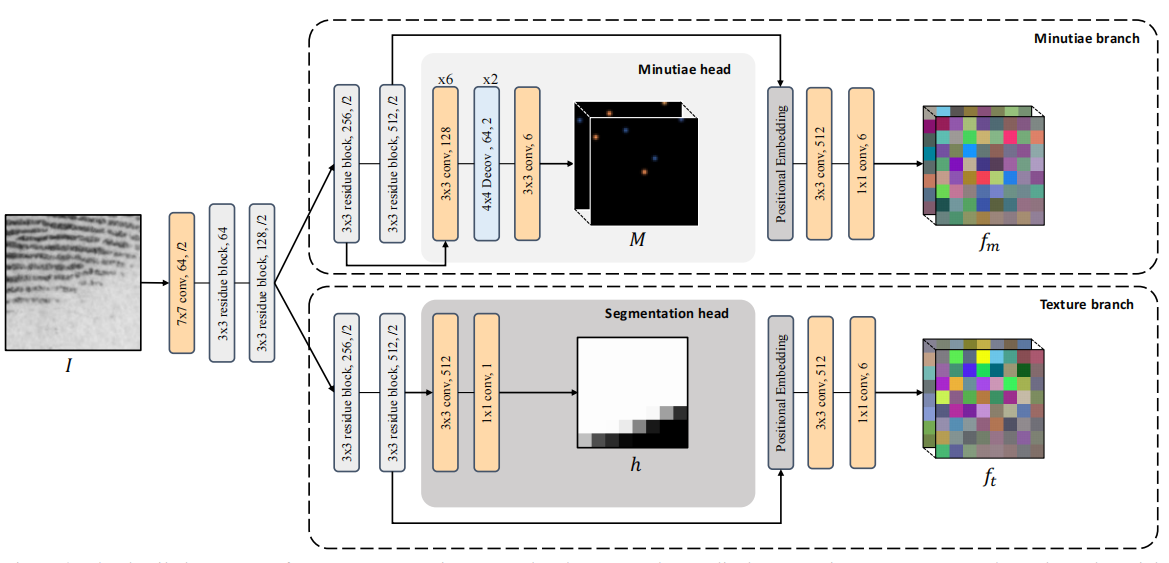 Minutiae branch
Minutiae head
x6
x2
3x3 residue block, 256, /2
3x3 residue block, 512, /2
3x3 conv, 128
4x4 Decov , 64, 2
3x3 conv, 6
M
Positional Embedding
3x3 conv, 512
1x1 conv, 6
f_m
I
7x7 conv, 64, /2
3x3 residue block, 64
3x3 residue block, 128, /2
Texture branch
Segmentation head
3x3 residue block, 256, /2
3x3 residue block, 512, /2
3x3 conv, 512
1x1 conv, 1
h
Positional Embedding
3x3 conv, 512
1x1 conv, 6
f_t